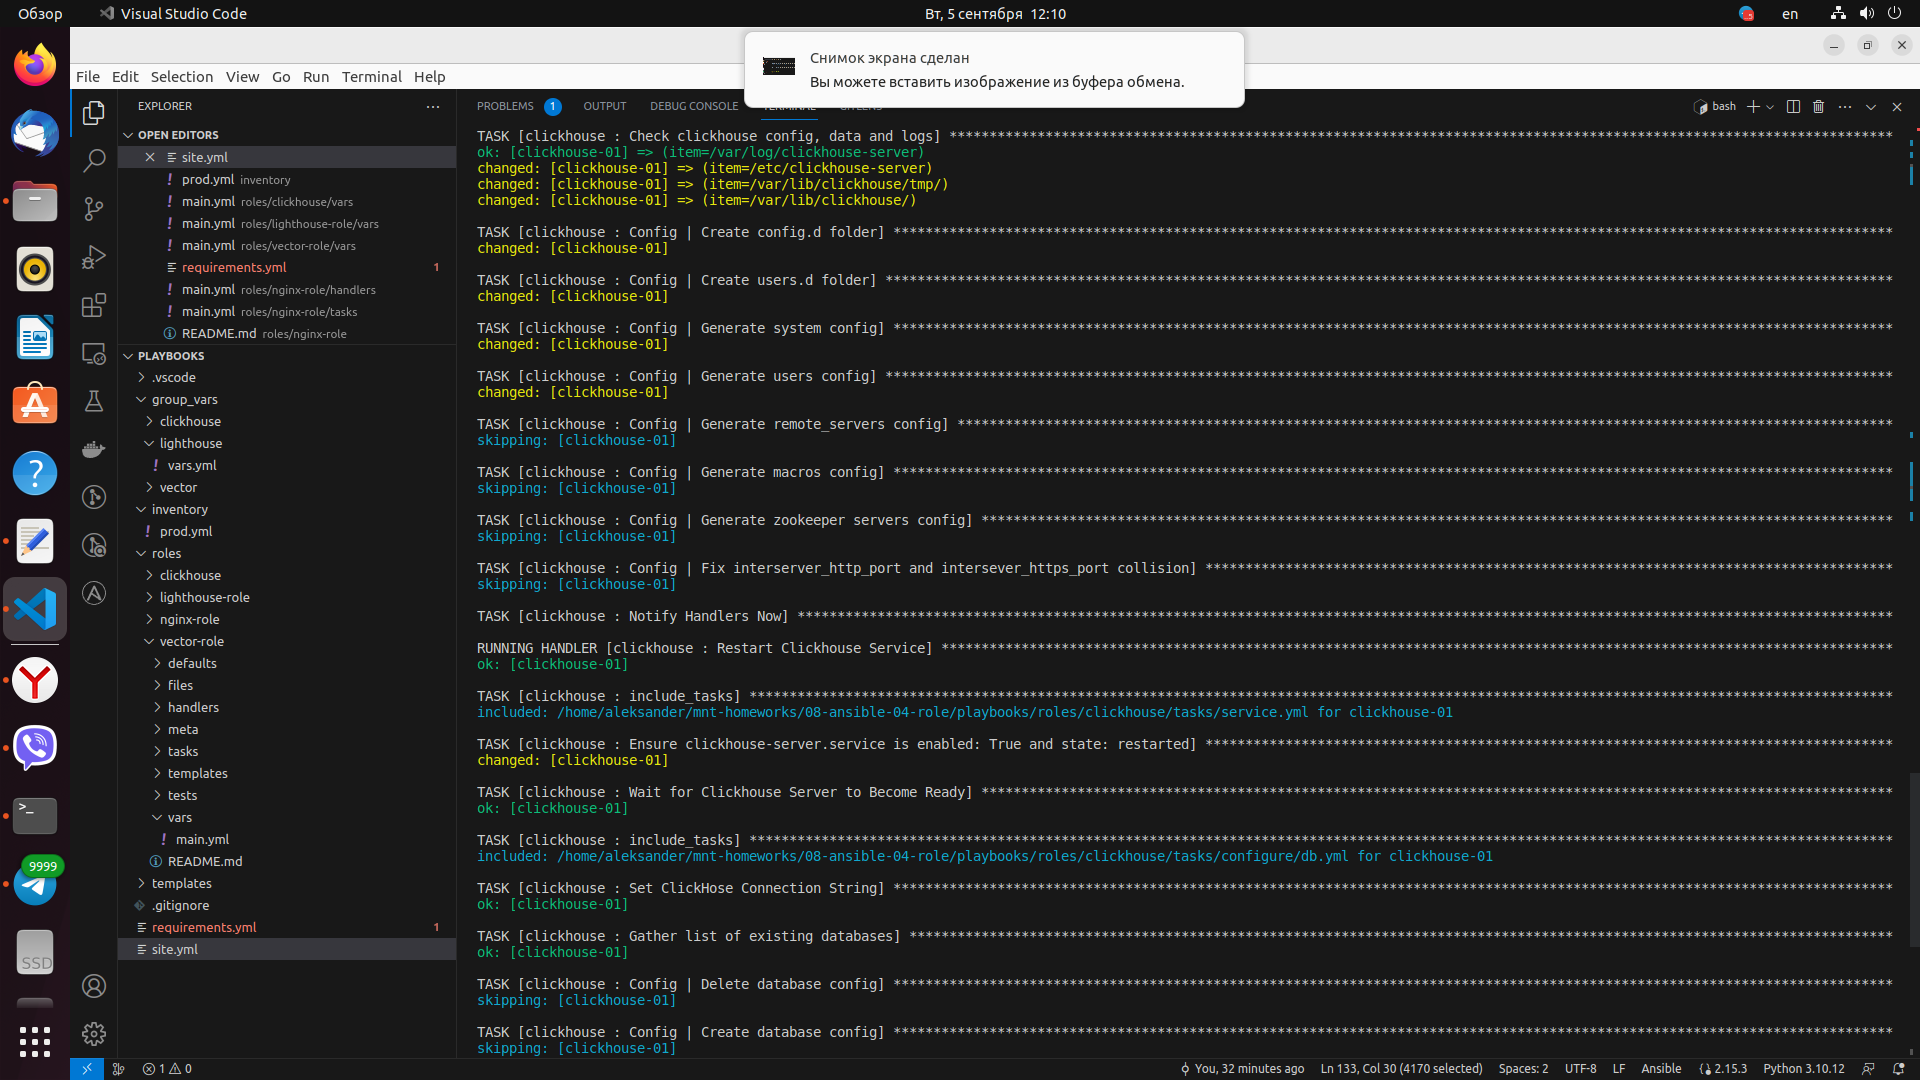 Обзор
Visual Studio Code
Вт, 5 сентября 12:10
en
Снимок экрана сделан
Вы можете вставить изображение из буфера обмена.
File Edit Selection View Go Run Terminal Help
EXPLORER
PROBLEMS 1 OUTPUT DEBUG CONSOLE
bash
OPEN EDITORS
site.yml
prod.yml inventory
main.yml roles/clickhouse/vars
main.yml roles/lighthouse-role/vars
main.yml roles/vector-role/vars
requirements.yml 1
main.yml roles/nginx-role/handlers
main.yml roles/nginx-role/tasks
README.md roles/nginx-role
PLAYBOOKS
.vscode
group_vars
clickhouse
lighthouse
vars.yml
vector
inventory
prod.yml
roles
clickhouse
lighthouse-role
nginx-role
vector-role
defaults
files
handlers
meta
tasks
templates
tests
vars
main.yml
README.md
templates
.gitignore
requirements.yml 1
site.yml
TASK [clickhouse : Check clickhouse config, data and logs] ****
ok: [clickhouse-01] => (item=/var/log/clickhouse-server)
changed: [clickhouse-01] => (item=/etc/clickhouse-server)
changed: [clickhouse-01] => (item=/var/lib/clickhouse/tmp/)
changed: [clickhouse-01] => (item=/var/lib/clickhouse/)
TASK [clickhouse : Config | Create config.d folder] ****
changed: [clickhouse-01]
TASK [clickhouse : Config | Create users.d folder] ****
changed: [clickhouse-01]
TASK [clickhouse : Config | Generate system config] ****
changed: [clickhouse-01]
TASK [clickhouse : Config | Generate users config] ****
changed: [clickhouse-01]
TASK [clickhouse : Config | Generate remote_servers config] ****
skipping: [clickhouse-01]
TASK [clickhouse : Config | Generate macros config] ****
skipping: [clickhouse-01]
TASK [clickhouse : Config | Generate zookeeper servers config] ****
skipping: [clickhouse-01]
TASK [clickhouse : Config | Fix interserver_http_port and intersever_https_port collision] ****
skipping: [clickhouse-01]
TASK [clickhouse : Notify Handlers Now] ****
RUNNING HANDLER [clickhouse : Restart Clickhouse Service] ****
ok: [clickhouse-01]
TASK [clickhouse : include_tasks] ****
included: /home/aleksander/mnt-homeworks/08-ansible-04-role/playbooks/roles/clickhouse/tasks/service.yml for clickhouse-01
TASK [clickhouse : Ensure clickhouse-server.service is enabled: True and state: restarted] ****
changed: [clickhouse-01]
TASK [clickhouse : Wait for Clickhouse Server to Become Ready] ****
ok: [clickhouse-01]
TASK [clickhouse : include_tasks] ****
included: /home/aleksander/mnt-homeworks/08-ansible-04-role/playbooks/roles/clickhouse/tasks/configure/db.yml for clickhouse-01
TASK [clickhouse : Set ClickHose Connection String] ****
ok: [clickhouse-01]
TASK [clickhouse : Gather list of existing databases] ****
ok: [clickhouse-01]
TASK [clickhouse : Config | Delete database config] ****
skipping: [clickhouse-01]
TASK [clickhouse : Config | Create database config] ****
skipping: [clickhouse-01]
9999
SSD
1 0
You, 32 minutes ago
Ln 133, Col 30 (4170 selected)
Spaces: 2
UTF-8
LF
Ansible
2.15.3
Python 3.10.12